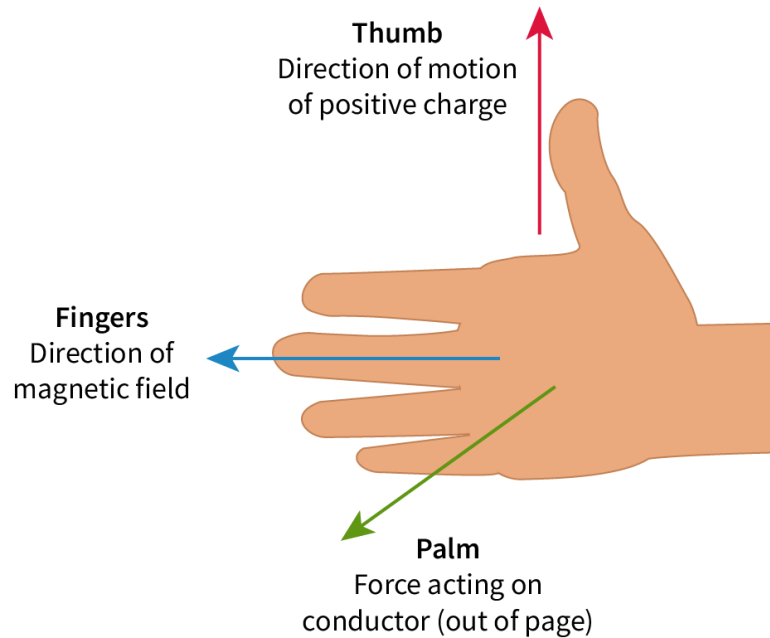 Thumb
Direction of motion
of positive charge
Fingers
Direction of
magnetic field
Palm
Force acting on
conductor (out of page)